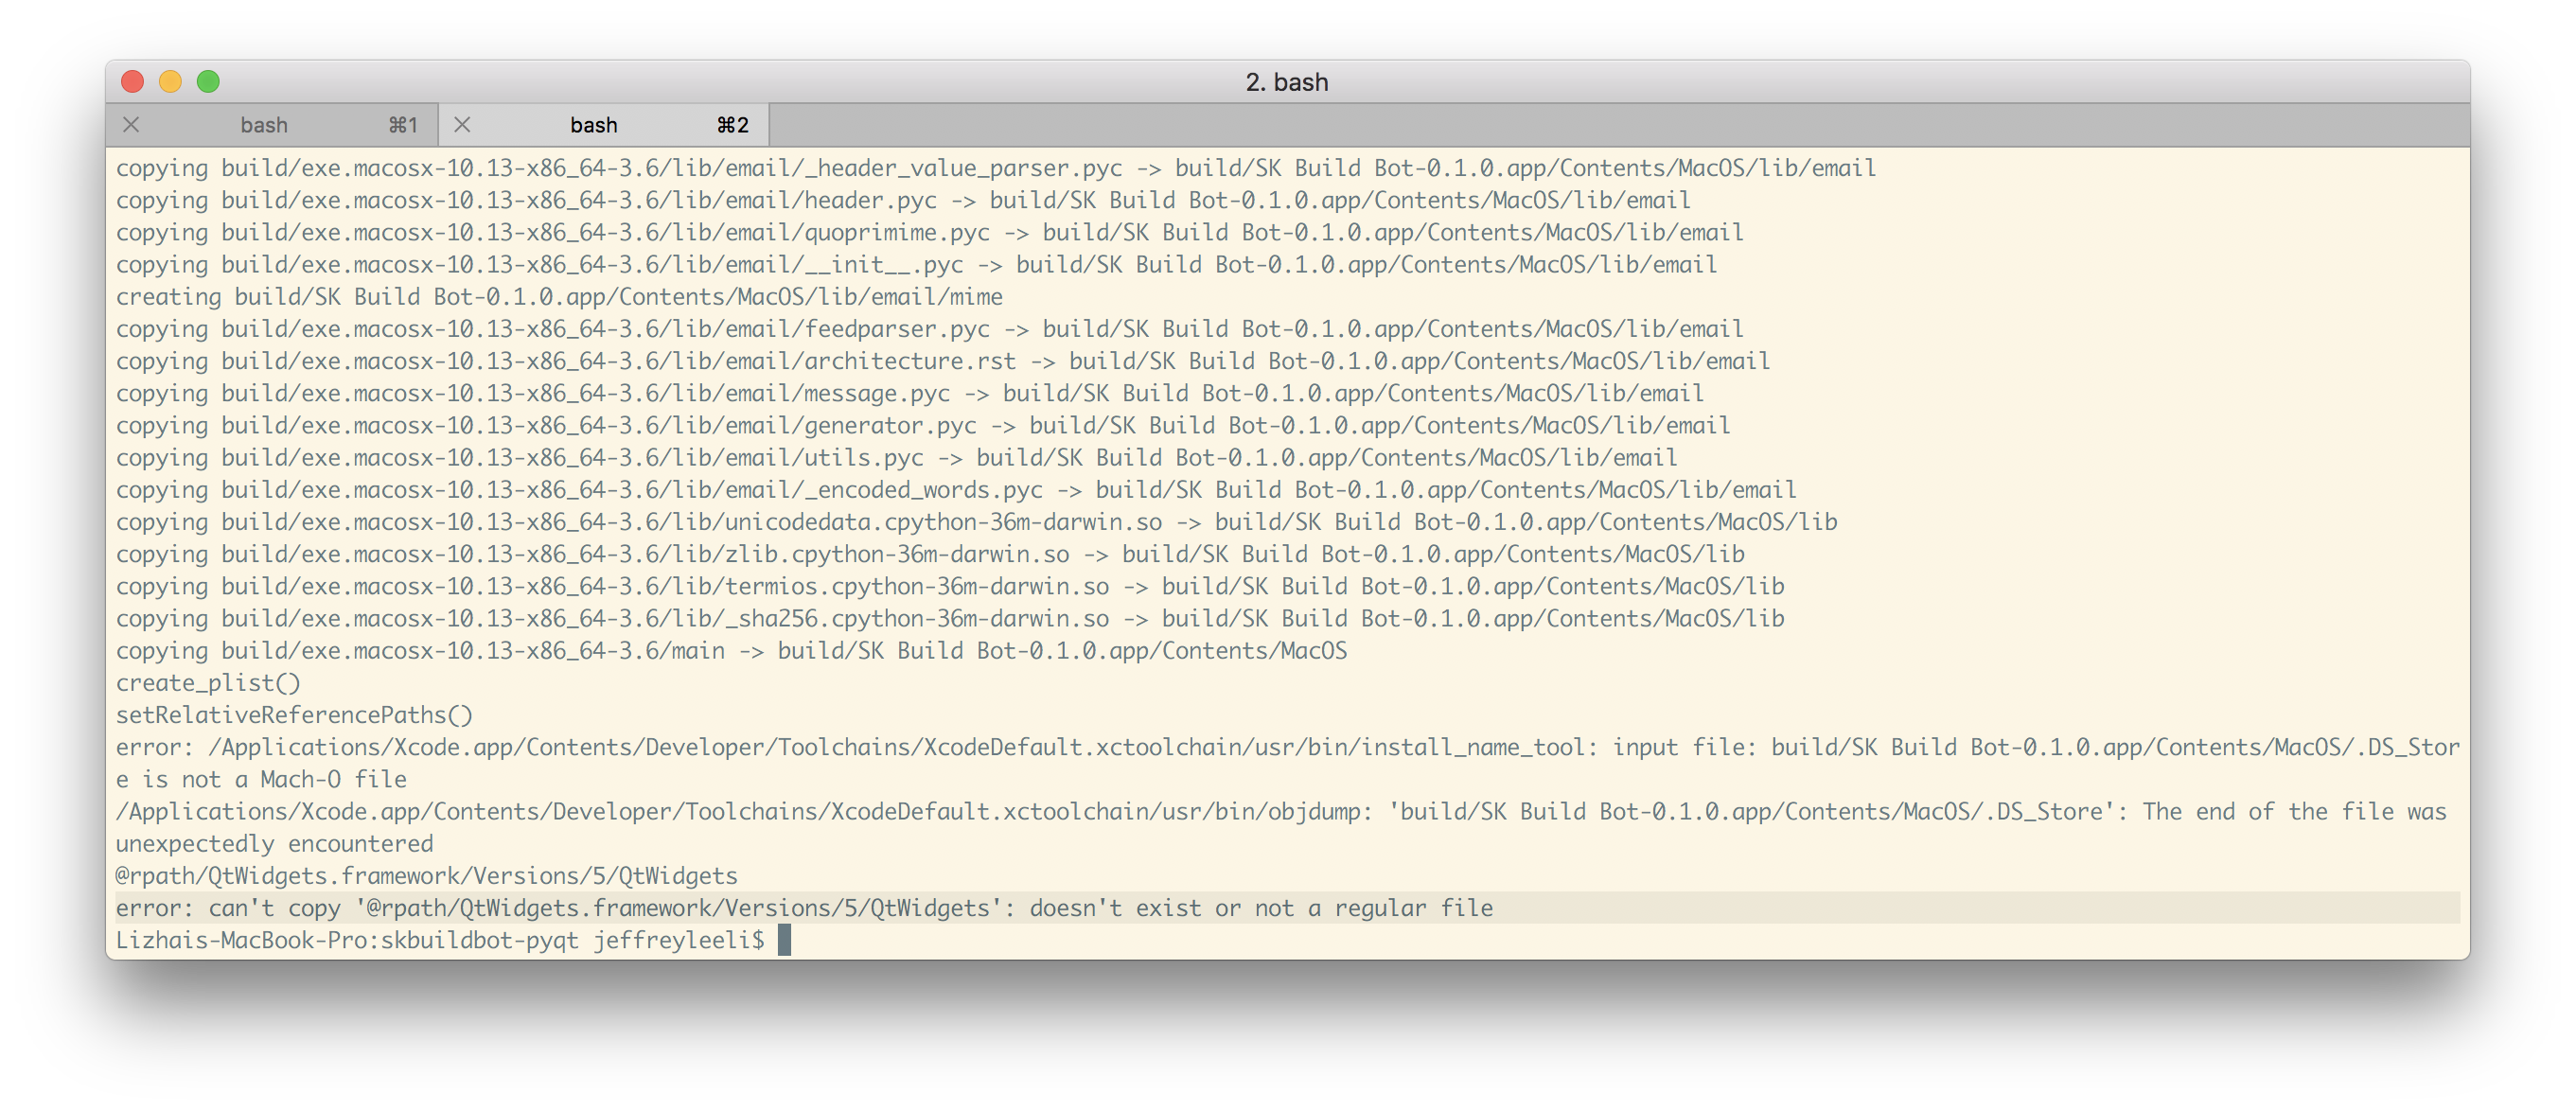 2. bash
bash ⌘1 bash ⌘2
copying build/exe.macosx-10.13-x86_64-3.6/lib/email/_header_value_parser.pyc -> build/SK Build Bot-0.1.0.app/Contents/MacOS/lib/email
copying build/exe.macosx-10.13-x86_64-3.6/lib/email/header.pyc -> build/SK Build Bot-0.1.0.app/Contents/MacOS/lib/email
copying build/exe.macosx-10.13-x86_64-3.6/lib/email/quoprimime.pyc -> build/SK Build Bot-0.1.0.app/Contents/MacOS/lib/email
copying build/exe.macosx-10.13-x86_64-3.6/lib/email/__init__.pyc -> build/SK Build Bot-0.1.0.app/Contents/MacOS/lib/email
creating build/SK Build Bot-0.1.0.app/Contents/MacOS/lib/email/mime
copying build/exe.macosx-10.13-x86_64-3.6/lib/email/feedparser.pyc -> build/SK Build Bot-0.1.0.app/Contents/MacOS/lib/email
copying build/exe.macosx-10.13-x86_64-3.6/lib/email/architecture.rst -> build/SK Build Bot-0.1.0.app/Contents/MacOS/lib/email
copying build/exe.macosx-10.13-x86_64-3.6/lib/email/message.pyc -> build/SK Build Bot-0.1.0.app/Contents/MacOS/lib/email
copying build/exe.macosx-10.13-x86_64-3.6/lib/email/generator.pyc -> build/SK Build Bot-0.1.0.app/Contents/MacOS/lib/email
copying build/exe.macosx-10.13-x86_64-3.6/lib/email/utils.pyc -> build/SK Build Bot-0.1.0.app/Contents/MacOS/lib/email
copying build/exe.macosx-10.13-x86_64-3.6/lib/email/_encoded_words.pyc -> build/SK Build Bot-0.1.0.app/Contents/MacOS/lib/email
copying build/exe.macosx-10.13-x86_64-3.6/lib/unicodedata.cpython-36m-darwin.so -> build/SK Build Bot-0.1.0.app/Contents/MacOS/lib
copying build/exe.macosx-10.13-x86_64-3.6/lib/zlib.cpython-36m-darwin.so -> build/SK Build Bot-0.1.0.app/Contents/MacOS/lib
copying build/exe.macosx-10.13-x86_64-3.6/lib/termios.cpython-36m-darwin.so -> build/SK Build Bot-0.1.0.app/Contents/MacOS/lib
copying build/exe.macosx-10.13-x86_64-3.6/lib/_sha256.cpython-36m-darwin.so -> build/SK Build Bot-0.1.0.app/Contents/MacOS/lib
copying build/exe.macosx-10.13-x86_64-3.6/main -> build/SK Build Bot-0.1.0.app/Contents/MacOS
create_plist()
setRelativeReferencePaths()
error: /Applications/Xcode.app/Contents/Developer/Toolchains/XcodeDefault.xctoolchain/usr/bin/install_name_tool: input file: build/SK Build Bot-0.1.0.app/Contents/MacOS/.DS_Stor
e is not a Mach-O file
/Applications/Xcode.app/Contents/Developer/Toolchains/XcodeDefault.xctoolchain/usr/bin/objdump: 'build/SK Build Bot-0.1.0.app/Contents/MacOS/.DS_Store': The end of the file was
unexpectedly encountered
@rpath/QtWidgets.framework/Versions/5/QtWidgets
error: can't copy '@rpath/QtWidgets.framework/Versions/5/QtWidgets': doesn't exist or not a regular file
Lizhais-MacBook-Pro:skbuildbot-pyqt jeffreyleeli$